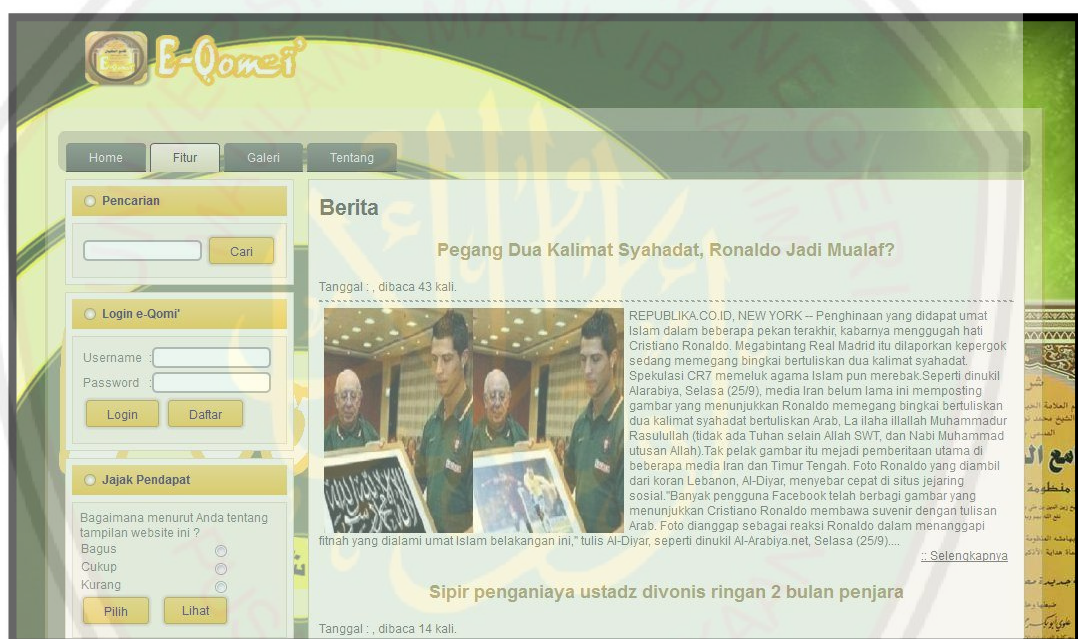 E-Qomi'
Home
Fitur
Galeri
Tentang
Pencarian
Cari
Login e-Qomi'
Username :
Password :
Login
Daftar
Jajak Pendapat
Bagaimana menurut Anda tentang
tampilan website ini ?
Bagus
Cukup
Kurang
Pilih
Lihat
Berita
Pegang Dua Kalimat Syahadat, Ronaldo Jadi Mualaf?
Tanggal : , dibaca 43 kali.
REPUBLIKA.CO.ID, NEW YORK -- Penghinaan yang didapat umat
Islam dalam beberapa pekan terakhir, kabarnya menggugah hati
Cristiano Ronaldo. Megabintang Real Madrid itu dilaporkan kepergok
sedang memegang bingkai bertuliskan dua kalimat syahadat.
Spekulasi CR7 memeluk agama Islam pun merebak.Seperti dinukil
Alarabiya, Selasa (25/9), media Iran belum lama ini memposting
gambar yang menunjukkan Ronaldo memegang bingkai bertuliskan
dua kalimat syahadat bertuliskan Arab, La ilaha illallah Muhammadur
Rasulullah (tidak ada Tuhan selain Allah SWT, dan Nabi Muhammad
utusan Allah).Tak pelak gambar itu mejadi pemberitaan utama di
beberapa media Iran dan Timur Tengah. Foto Ronaldo yang diambil
dari koran Lebanon, Al-Diyar, menyebar cepat di situs jejaring
sosial."Banyak pengguna Facebook telah berbagi gambar yang
menunjukkan Cristiano Ronaldo membawa suvenir dengan tulisan
Arab. Foto dianggap sebagai reaksi Ronaldo dalam menanggapi
fitnah yang dialami umat Islam belakangan ini," tulis Al-Diyar, seperti dinukil Al-Arabiya.net, Selasa (25/9)....
:: Selengkapnya
Sipir penganiaya ustadz divonis ringan 2 bulan penjara
Tanggal : , dibaca 14 kali.
MAULANA MALIK IBRAHIM
NEGERI